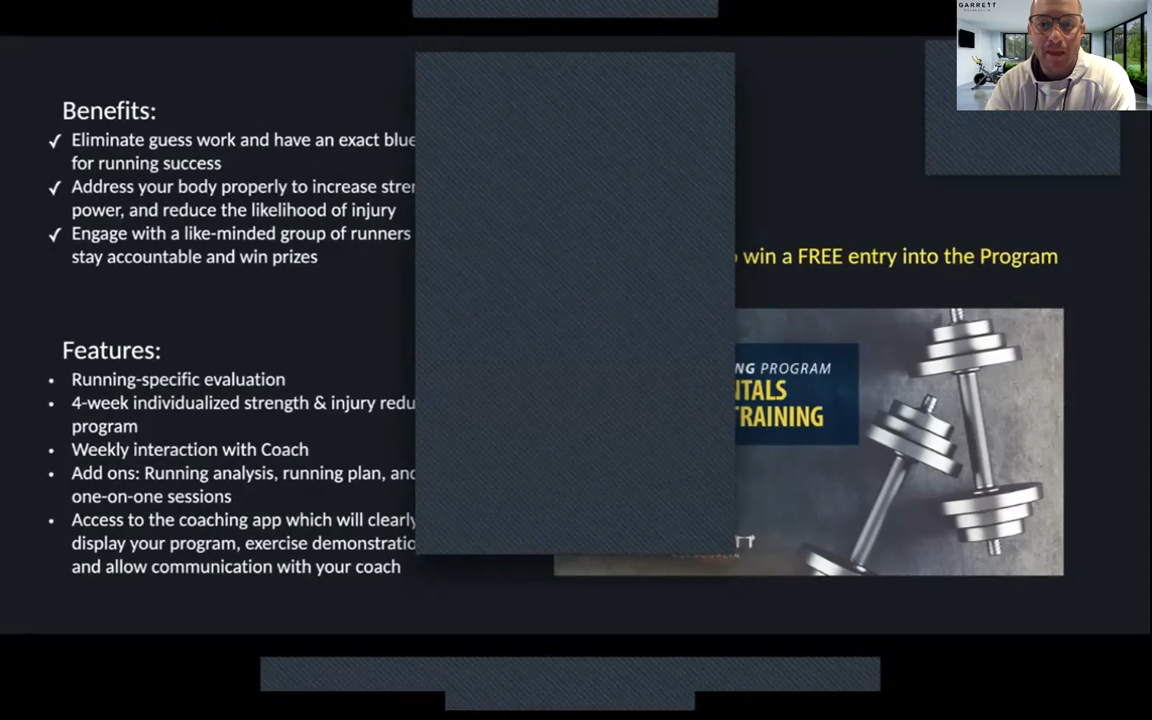 GARRETT
Benefits:
✓ Eliminate guess work and have an exact blue
for running success
✓ Address your body properly to increase stren
power, and reduce the likelihood of injury
✓ Engage with a like-minded group of runners
stay accountable and win prizes
win a FREE entry into the Program
Features:
• Running-specific evaluation
• 4-week individualized strength & injury redu
program
• Weekly interaction with Coach
• Add ons: Running analysis, running plan, and
one-on-one sessions
• Access to the coaching app which will clearly
display your program, exercise demonstratio
and allow communication with your coach
NG PROGRAM
NTALS
TRAINING